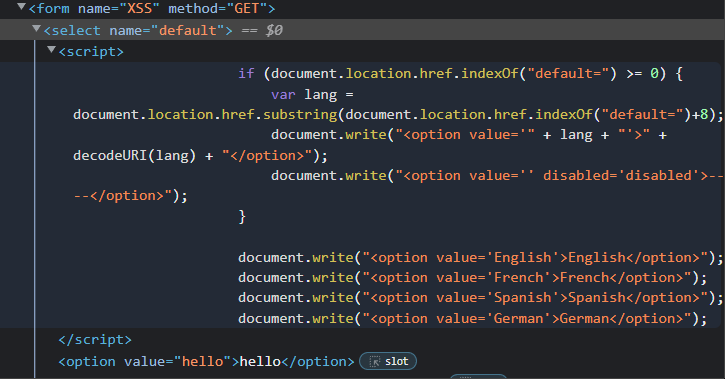 ▼<form name="XSS" method="GET">
▼<select name="default"> == $0
▼<script>
if (document.location.href.indexOf("default=") >= 0) {
var lang =
document.location.href.substring(document.location.href.indexOf("default=")+8);
document.write("<option value='" + lang + "'>" +
decodeURI(lang) + "</option>");
document.write("<option value='' disabled='disabled'>--
--</option>");
}
document.write("<option value='English'>English</option>");
document.write("<option value='French'>French</option>");
document.write("<option value='Spanish'>Spanish</option>");
document.write("<option value='German'>German</option>");
</script>
<option value="hello">hello</option> slot